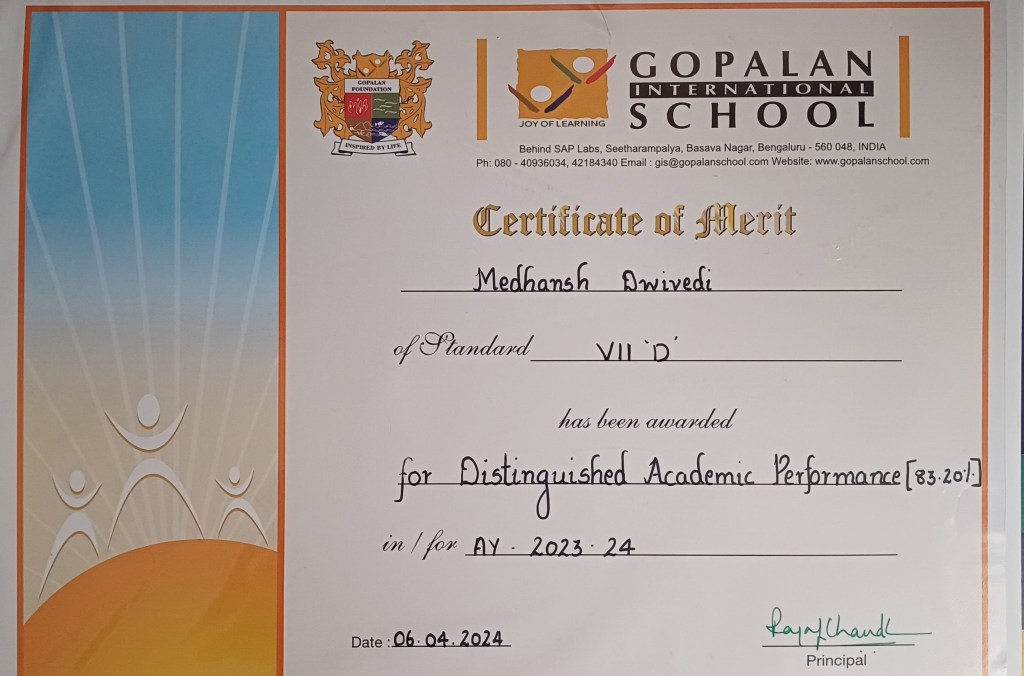 GOPALAN
FOUNDATION
INSPIRED BY LIFE
JOY OF LEARNING
GOPALAN
INTERNATIONAL
SCHOOL
Behind SAP Labs, Seetharampalya, Basava Nagar, Bengaluru - 560 048, INDIA
Ph: 080 - 40936034, 42184340 Email : gis@gopalanschool.com Website: www.gopalanschool.com
Certificate of Merit
Medhansh Dwivedi
of Standard VII 'D'
has been awarded
for Distinguished Academic Performance [83.20%]
in / for AY . 2023 . 24
Date : 06.04.2024
Principal